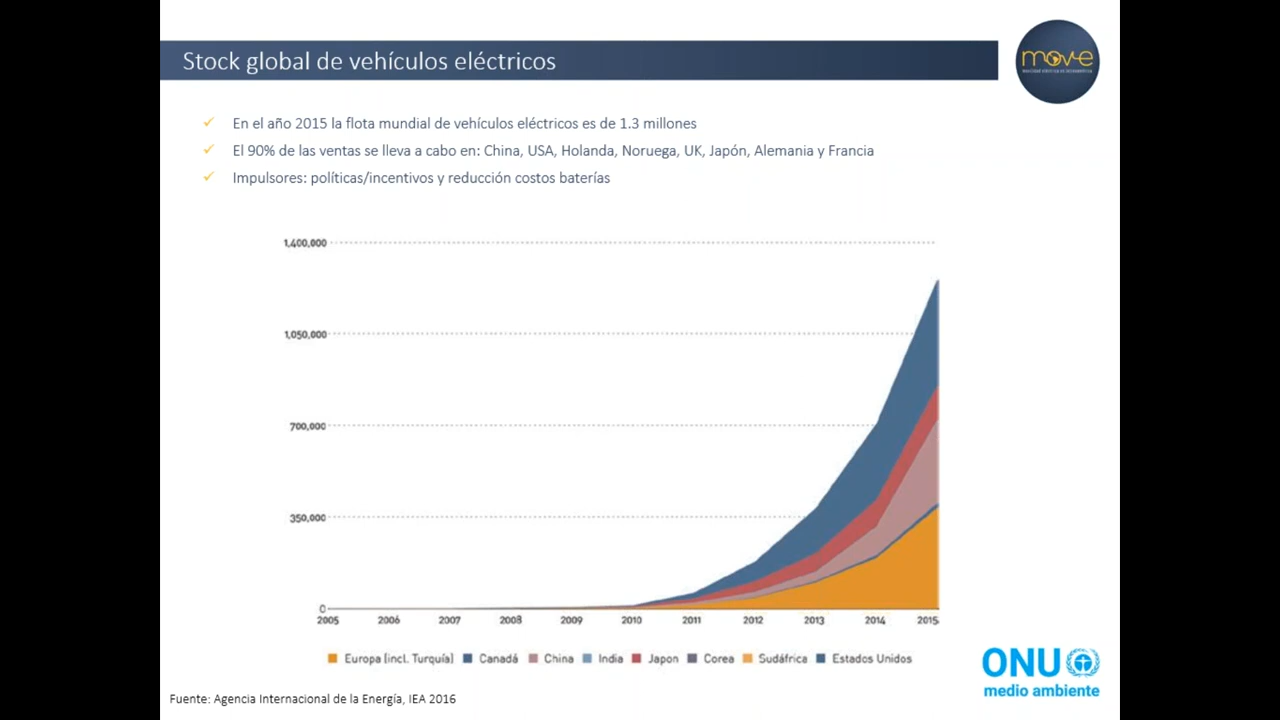 Stock global de vehículos eléctricos
move
movilidad eléctrica en latinoamérica
En el año 2015 la flota mundial de vehículos eléctricos es de 1.3 millones
El 90% de las ventas se lleva a cabo en: China, USA, Holanda, Noruega, UK, Japón, Alemania y Francia
Impulsores: políticas/incentivos y reducción costos baterías
1,400,000
1,050,000
700,000
350,000
0
2005 2006 2007 2008 2009 2010 2011 2012 2013 2014 2015
Europa (incl. Turquía) Canadá China India Japon Corea Sudáfrica Estados Unidos
ONU
medio ambiente
Fuente: Agencia Internacional de la Energía, IEA 2016